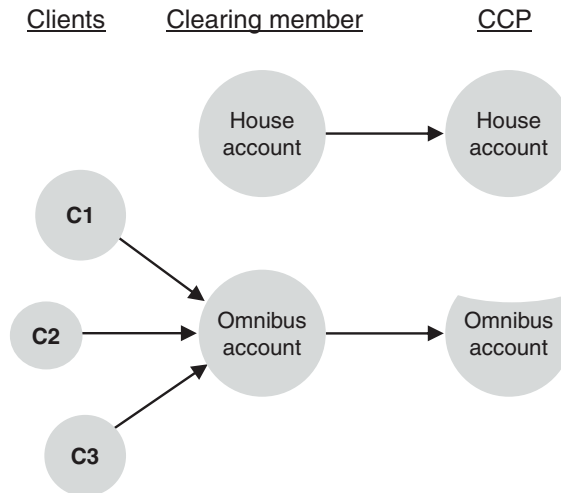 Clients Clearing member CCP
House
account
House
account
C1
C2
Omnibus
account
Omnibus
account
C3